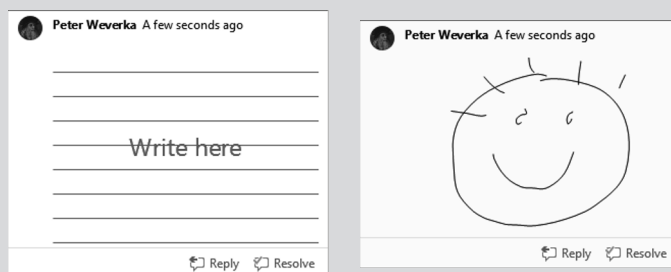 Peter Weverka A few seconds ago
Write here
Reply Resolve
Peter Weverka A few seconds ago
Reply Resolve